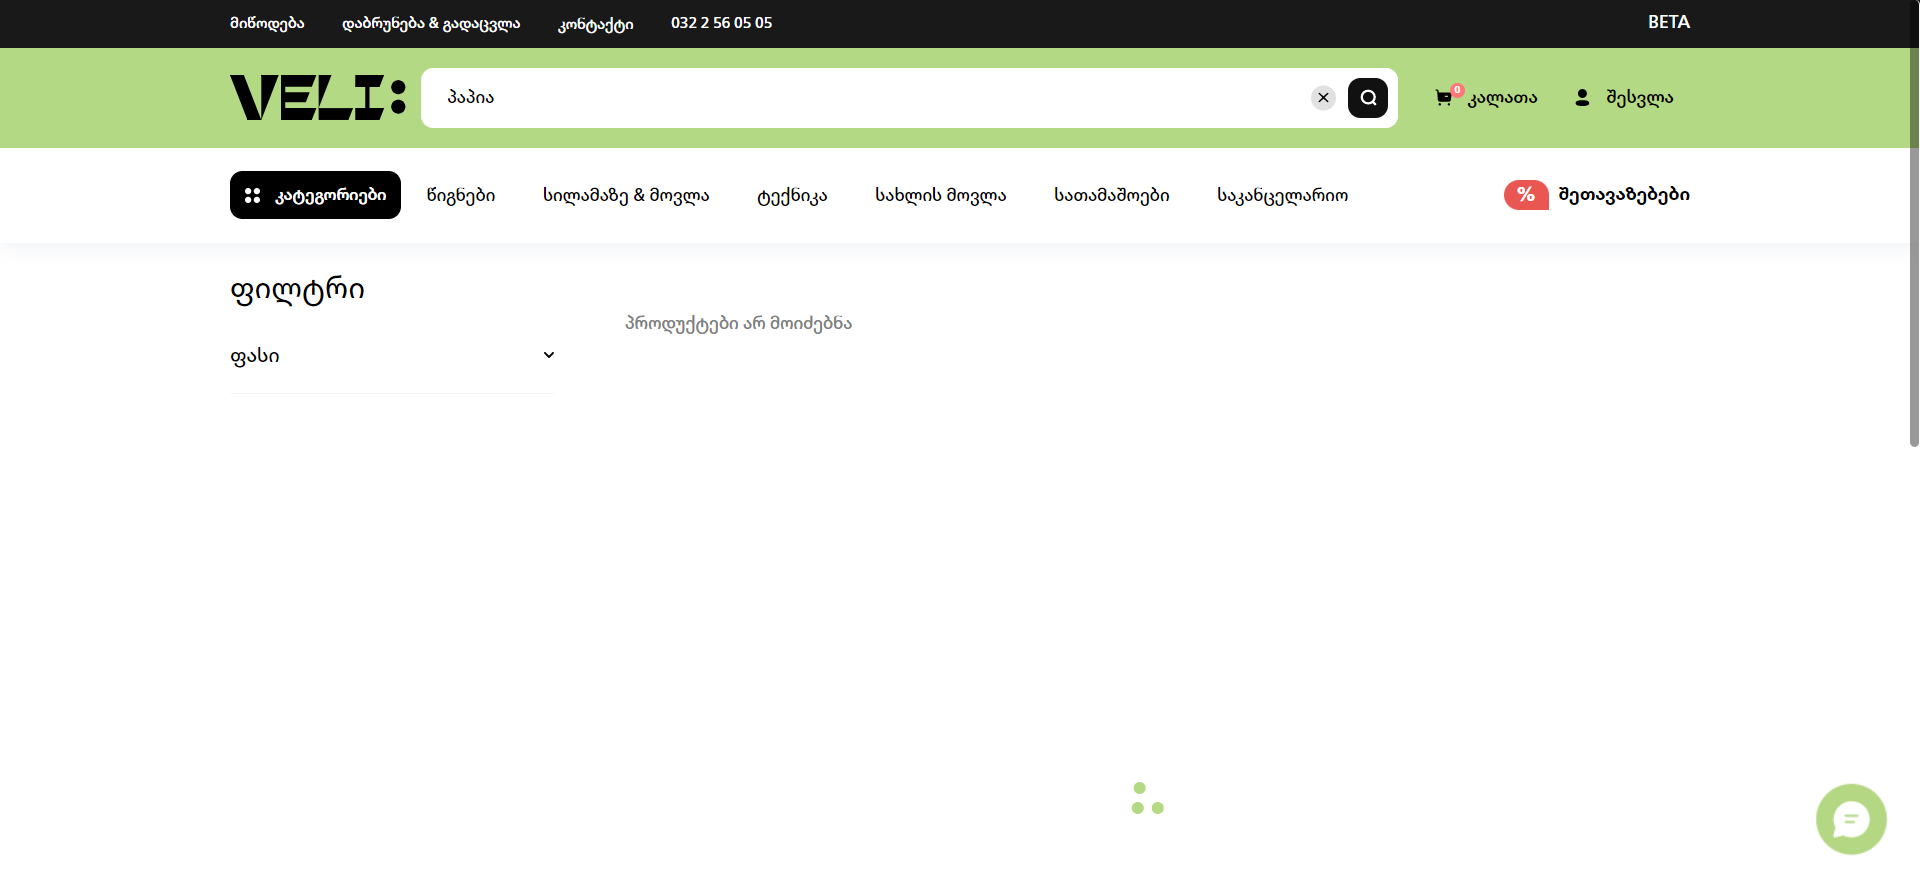 მიწოდება დაბრუნება & გადაცვლა კონტაქტი 032 2 56 05 05 BETA
VELI: პაპია 0 კალათა შესვლა
კატეგორიები წიგნები სილამაზე & მოვლა ტექნიკა სახლის მოვლა სათამაშოები საკანცელარიო % შეთავაზებები
ფილტრი
პროდუქტები არ მოიძებნა
ფასი